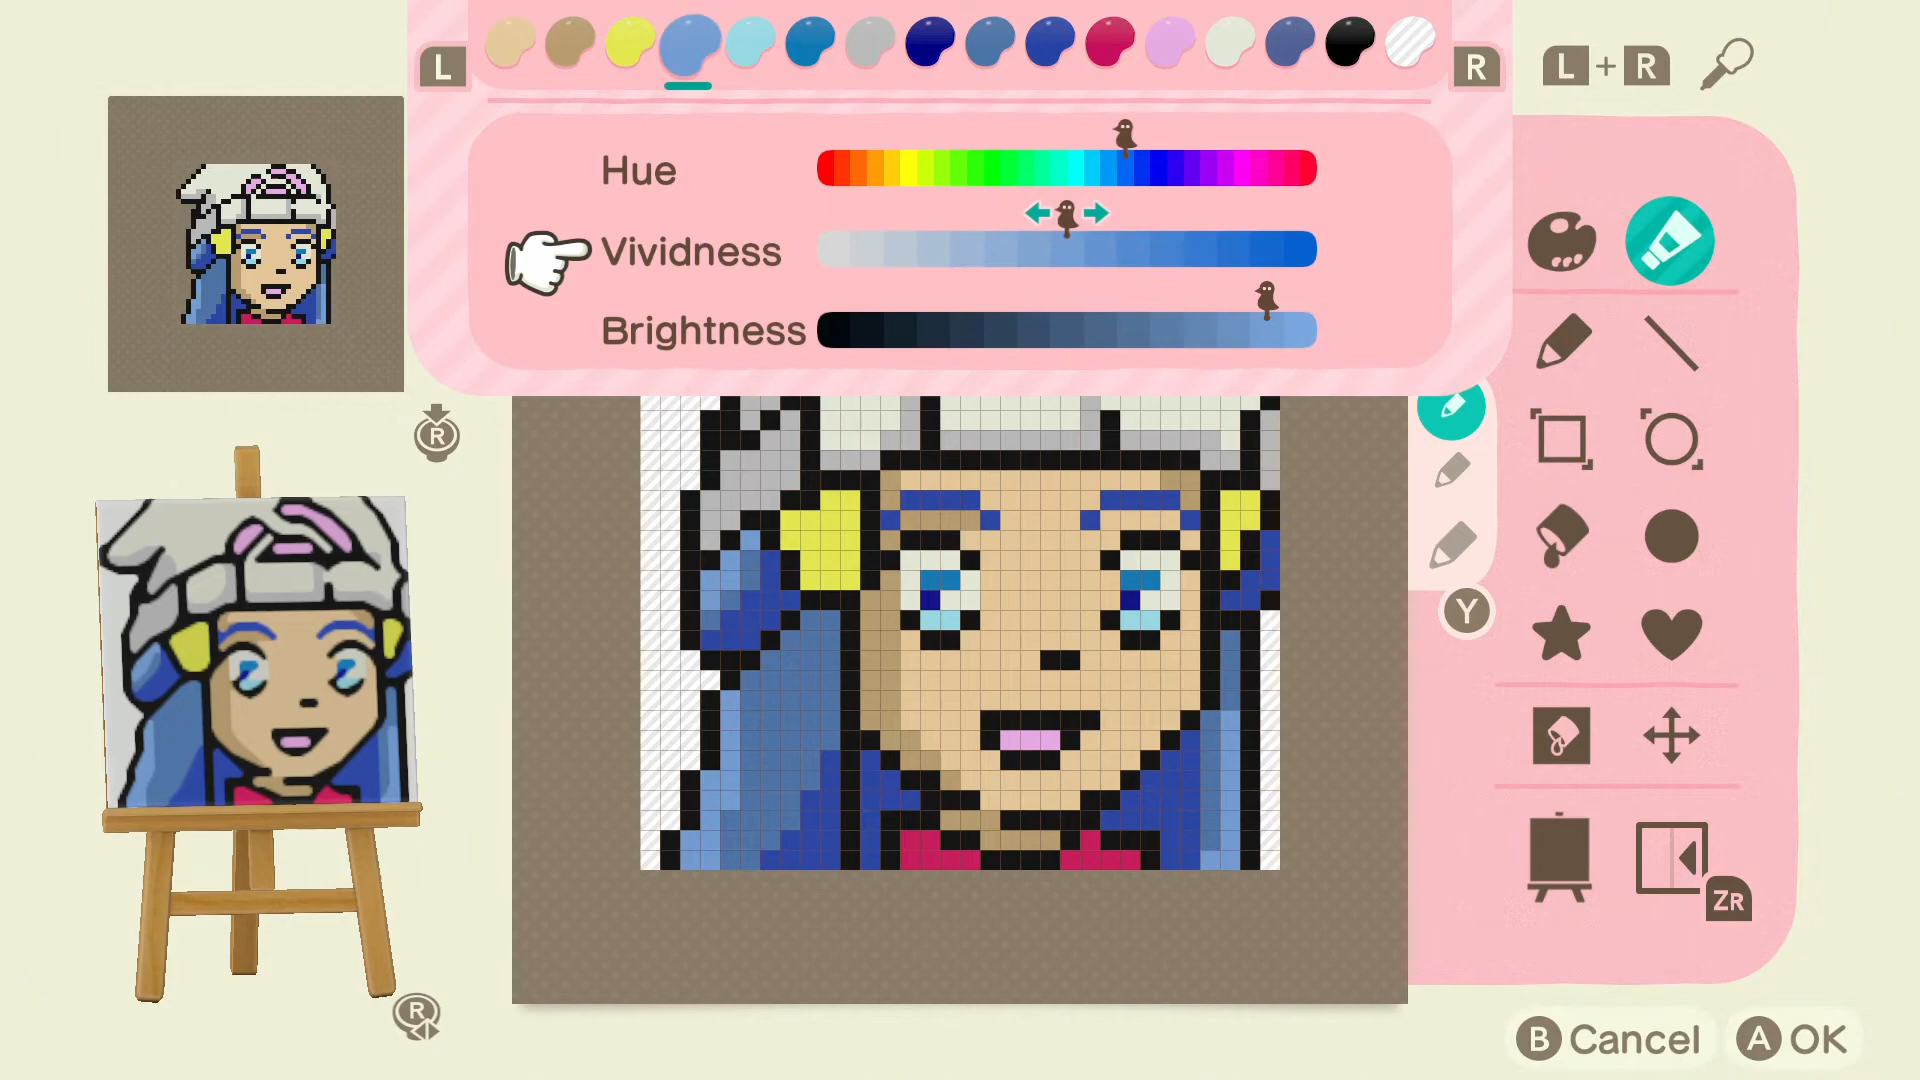 L
R
L + R
Hue
Vividness
Brightness
R
Y
ZR
R
B Cancel
A OK